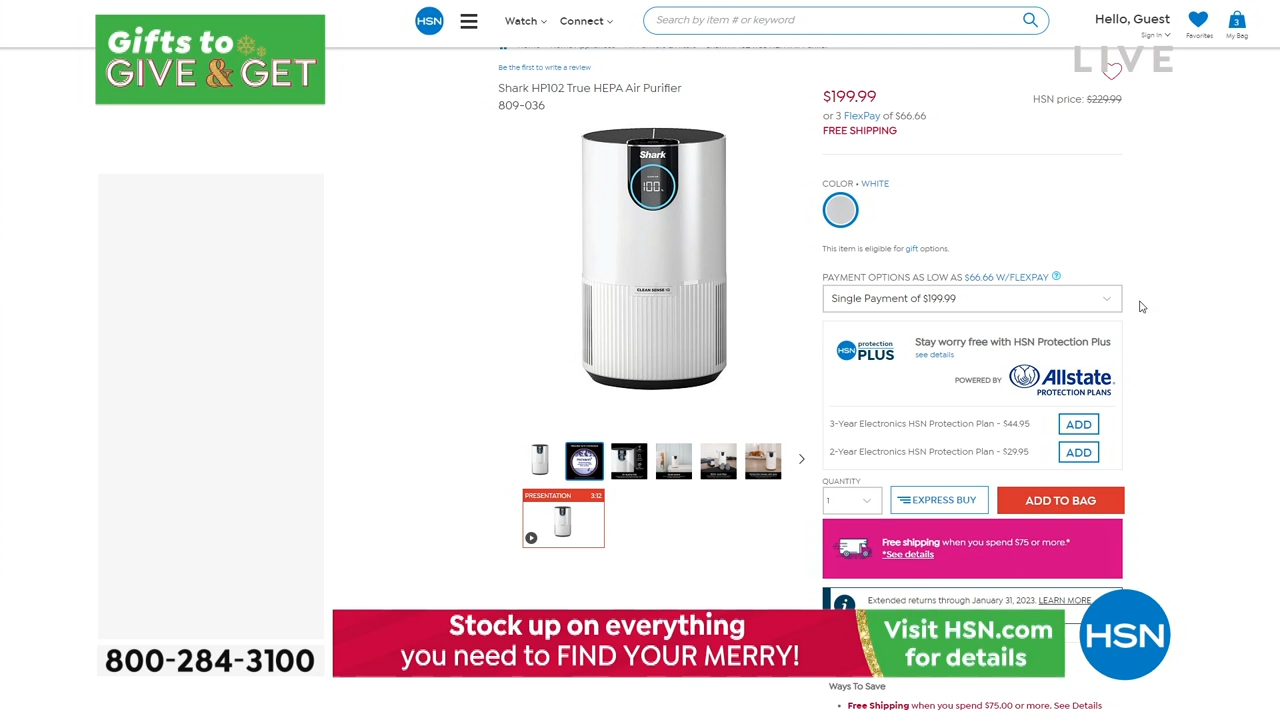 Gifts to
GIVE & GET
HSN
Watch
Connect
Search by item # or keyword
Hello, Guest
Sign in
Favorites
3
My Bag
LIVE
Be the first to write a review
Shark HP102 True HEPA Air Purifier
809-036
$199.99
HSN price: $229.99
or 3 FlexPay of $66.66
FREE SHIPPING
Shark
100%
CLEAN SENSE IQ
COLOR • WHITE
This item is eligible for gift options.
PAYMENT OPTIONS AS LOW AS $66.66 W/FLEXPAY ?
Single Payment of $199.99
HSN protection PLUS
Stay worry free with HSN Protection Plus
see details
POWERED BY Allstate
PROTECTION PLANS
3-Year Electronics HSN Protection Plan - $44.95 ADD
2-Year Electronics HSN Protection Plan - $29.95 ADD
PRESENTATION 3:12
QUANTITY
1
EXPRESS BUY
ADD TO BAG
Free shipping when you spend $75 or more.*
*See details
Extended returns through January 31, 2023. LEARN MORE
800-284-3100
Stock up on everything
you need to FIND YOUR MERRY!
Visit HSN.com
for details
HSN
Ways To Save
• Free Shipping when you spend $75.00 or more. See Details